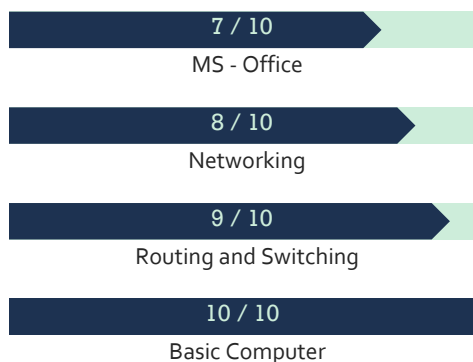 7 / 10
MS - Office
8 / 10
Networking
9 / 10
Routing and Switching
10 / 10
Basic Computer